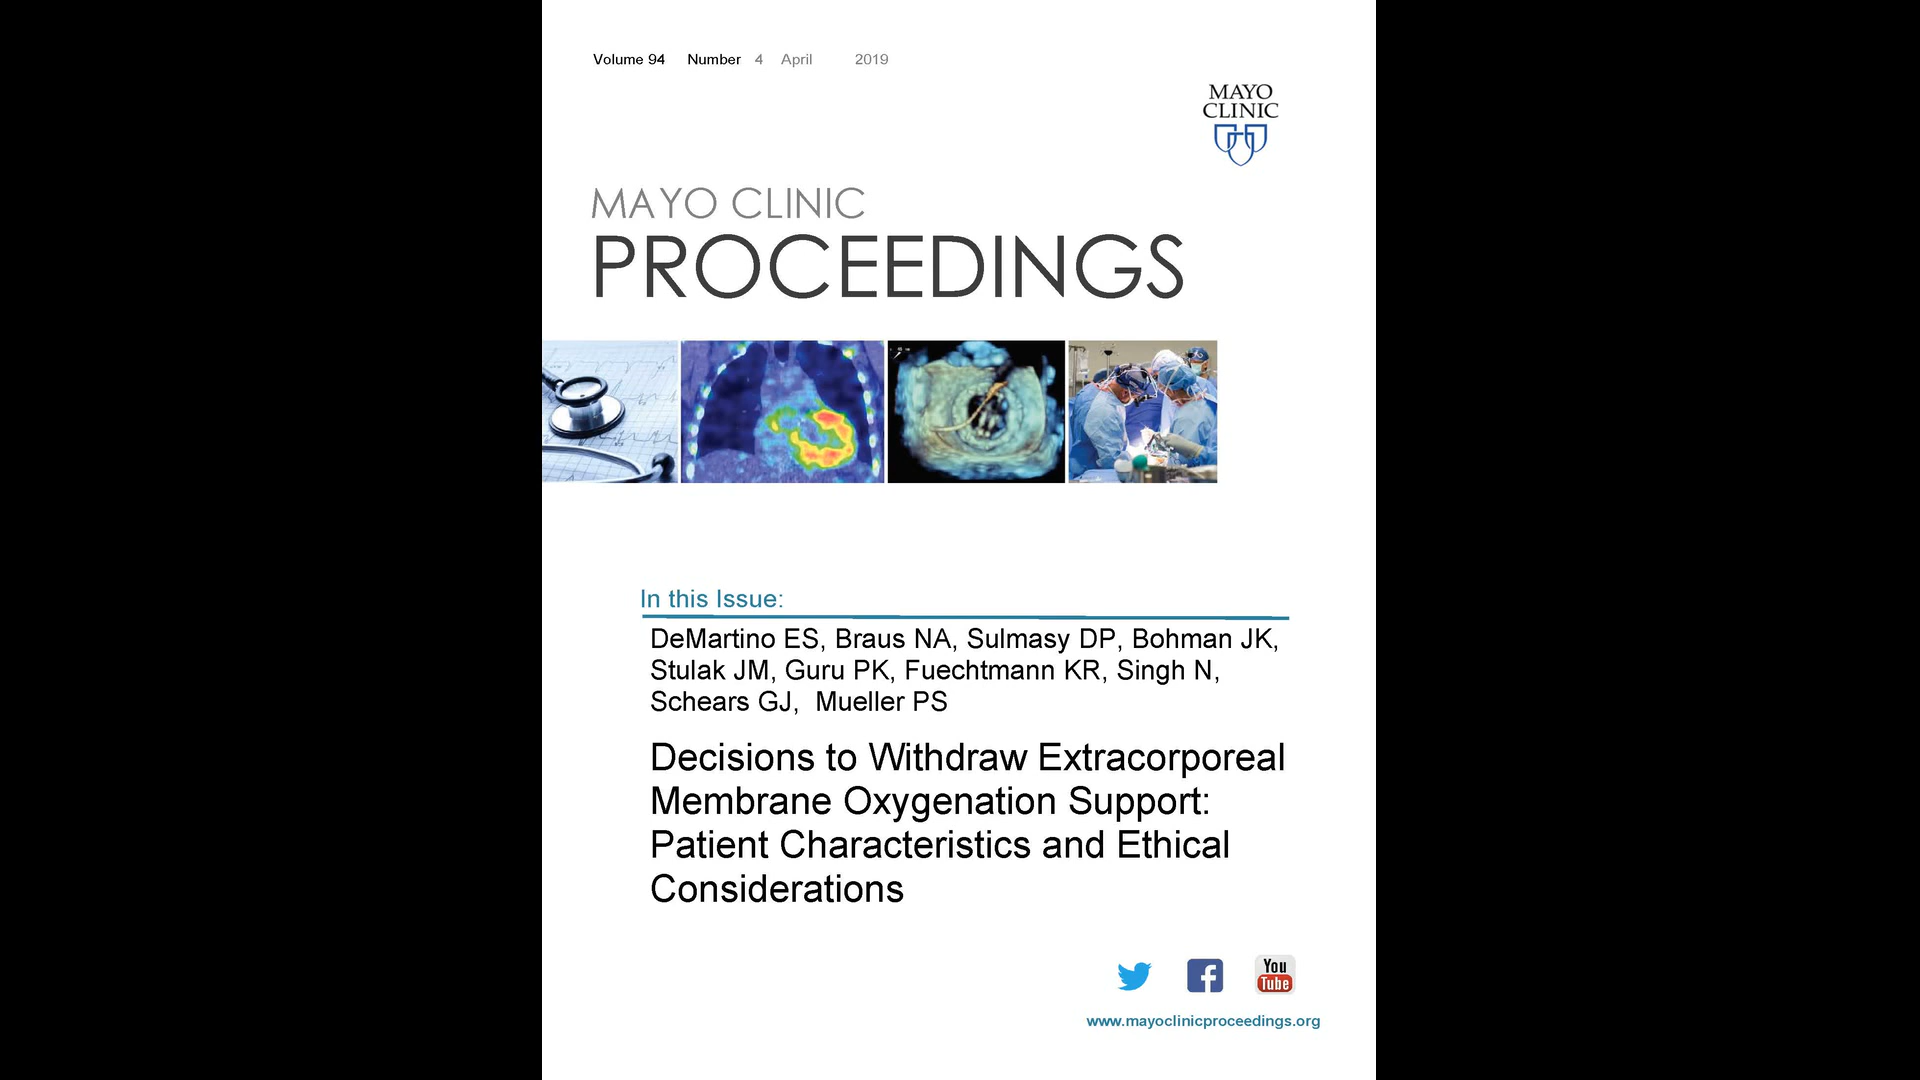 Volume 94 Number 4 April 2019
MAYO
CLINIC
MAYO CLINIC
PROCEEDINGS
In this Issue:
DeMartino ES, Braus NA, Sulmasy DP, Bohman JK,
Stulak JM, Guru PK, Fuechtmann KR, Singh N,
Schears GJ, Mueller PS
Decisions to Withdraw Extracorporeal
Membrane Oxygenation Support:
Patient Characteristics and Ethical
Considerations
You
Tube
www.mayoclinicproceedings.org